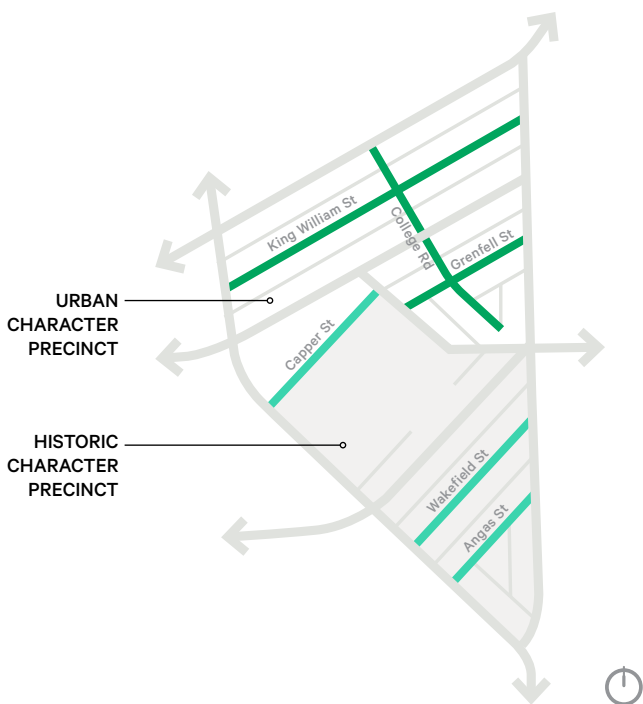 King William St
College Rd
Grenfell St
URBAN
CHARACTER
PRECINCT
Capper St
HISTORIC
CHARACTER
PRECINCT
Wakefield St
Angas St